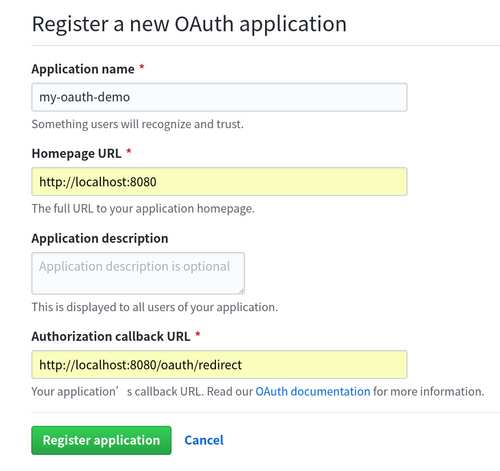 Register a new OAuth application
Application name *
my-oauth-demo
Something users will recognize and trust.
Homepage URL *
http://localhost:8080
The full URL to your application homepage.
Application description
Application description is optional
This is displayed to all users of your application.
Authorization callback URL *
http://localhost:8080/oauth/redirect
Your application’s callback URL. Read our OAuth documentation for more information.
Register application Cancel